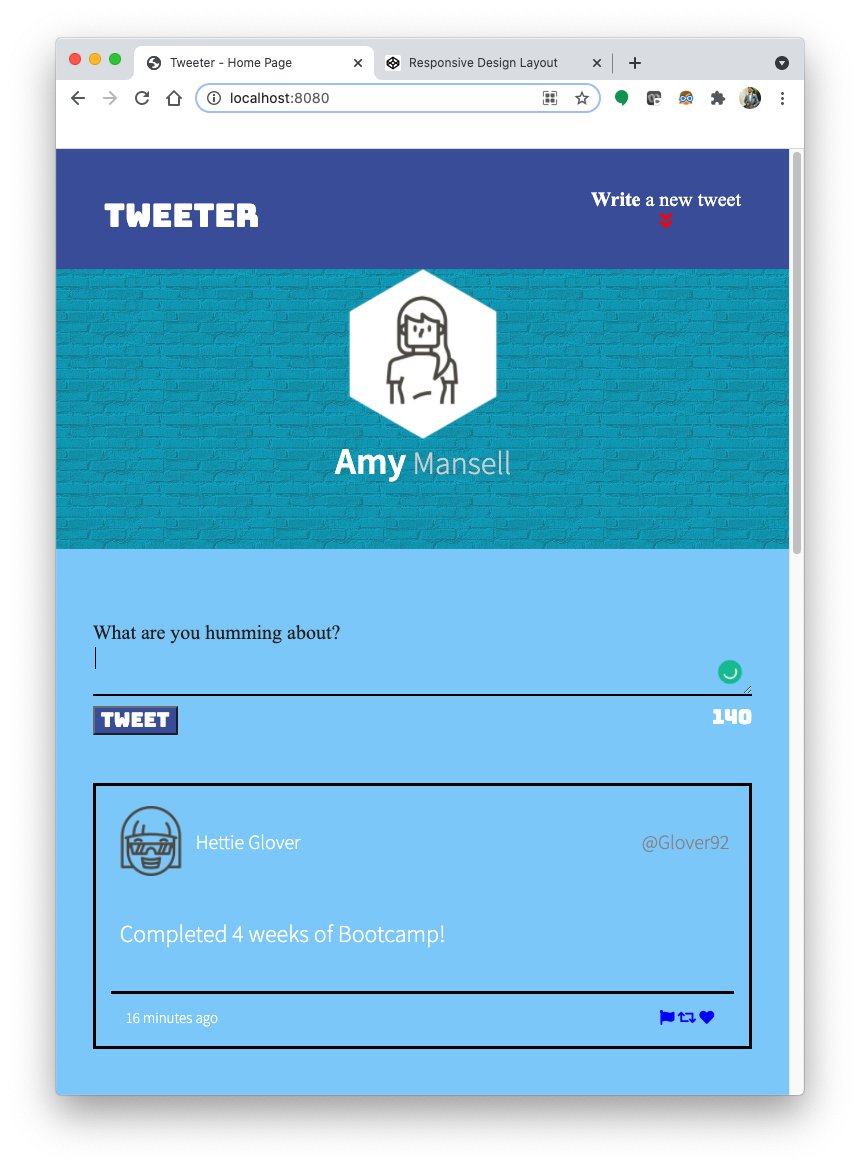 Tweeter - Home Page
Responsive Design Layout
localhost:8080
TWEETER
Write a new tweet
Amy Mansell
What are you humming about?
TWEET
140
Hettie Glover
@Glover92
Completed 4 weeks of Bootcamp!
16 minutes ago